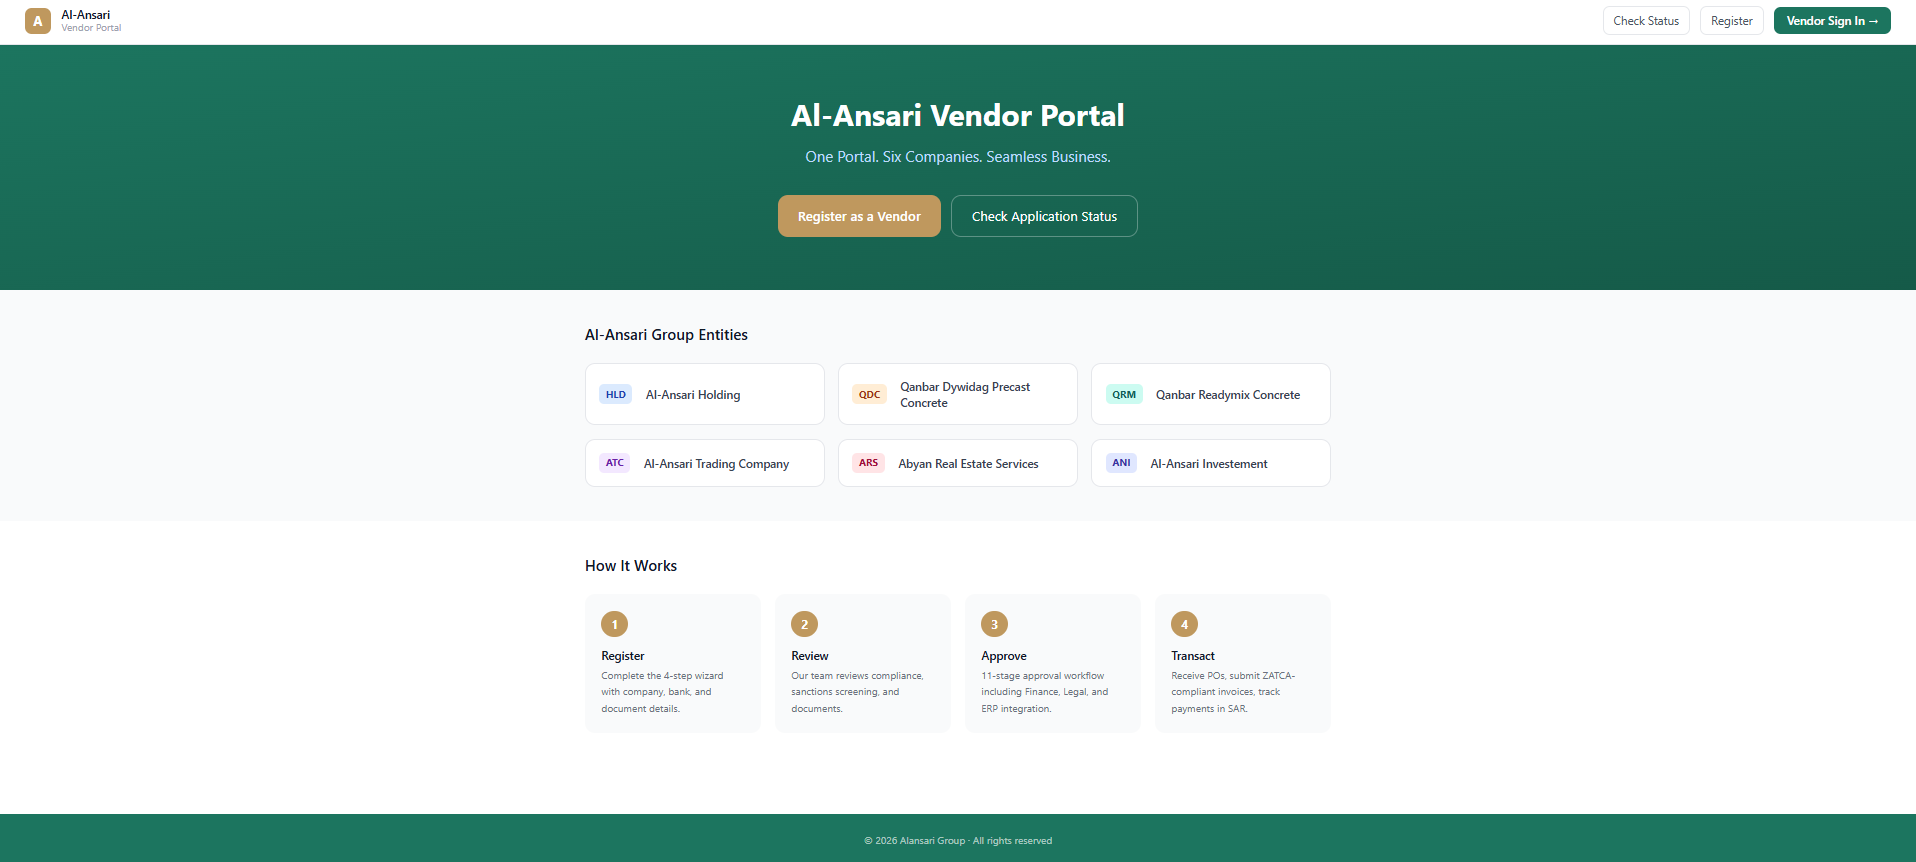 A
Al-Ansari
Vendor Portal
Check Status
Register
Vendor Sign In →
Al-Ansari Vendor Portal
One Portal. Six Companies. Seamless Business.
Register as a Vendor
Check Application Status
Al-Ansari Group Entities
HLD
Al-Ansari Holding
QDC
Qanbar Dywidag Precast
Concrete
QRM
Qanbar Readymix Concrete
ATC
Al-Ansari Trading Company
ARS
Abyan Real Estate Services
ANI
Al-Ansari Investement
How It Works
1
Register
Complete the 4-step wizard
with company, bank, and
document details.
2
Review
Our team reviews compliance,
sanctions screening, and
documents.
3
Approve
11-stage approval workflow
including Finance, Legal, and
ERP integration.
4
Transact
Receive POs, submit ZATCA-
compliant invoices, track
payments in SAR.
© 2026 Alansari Group · All rights reserved